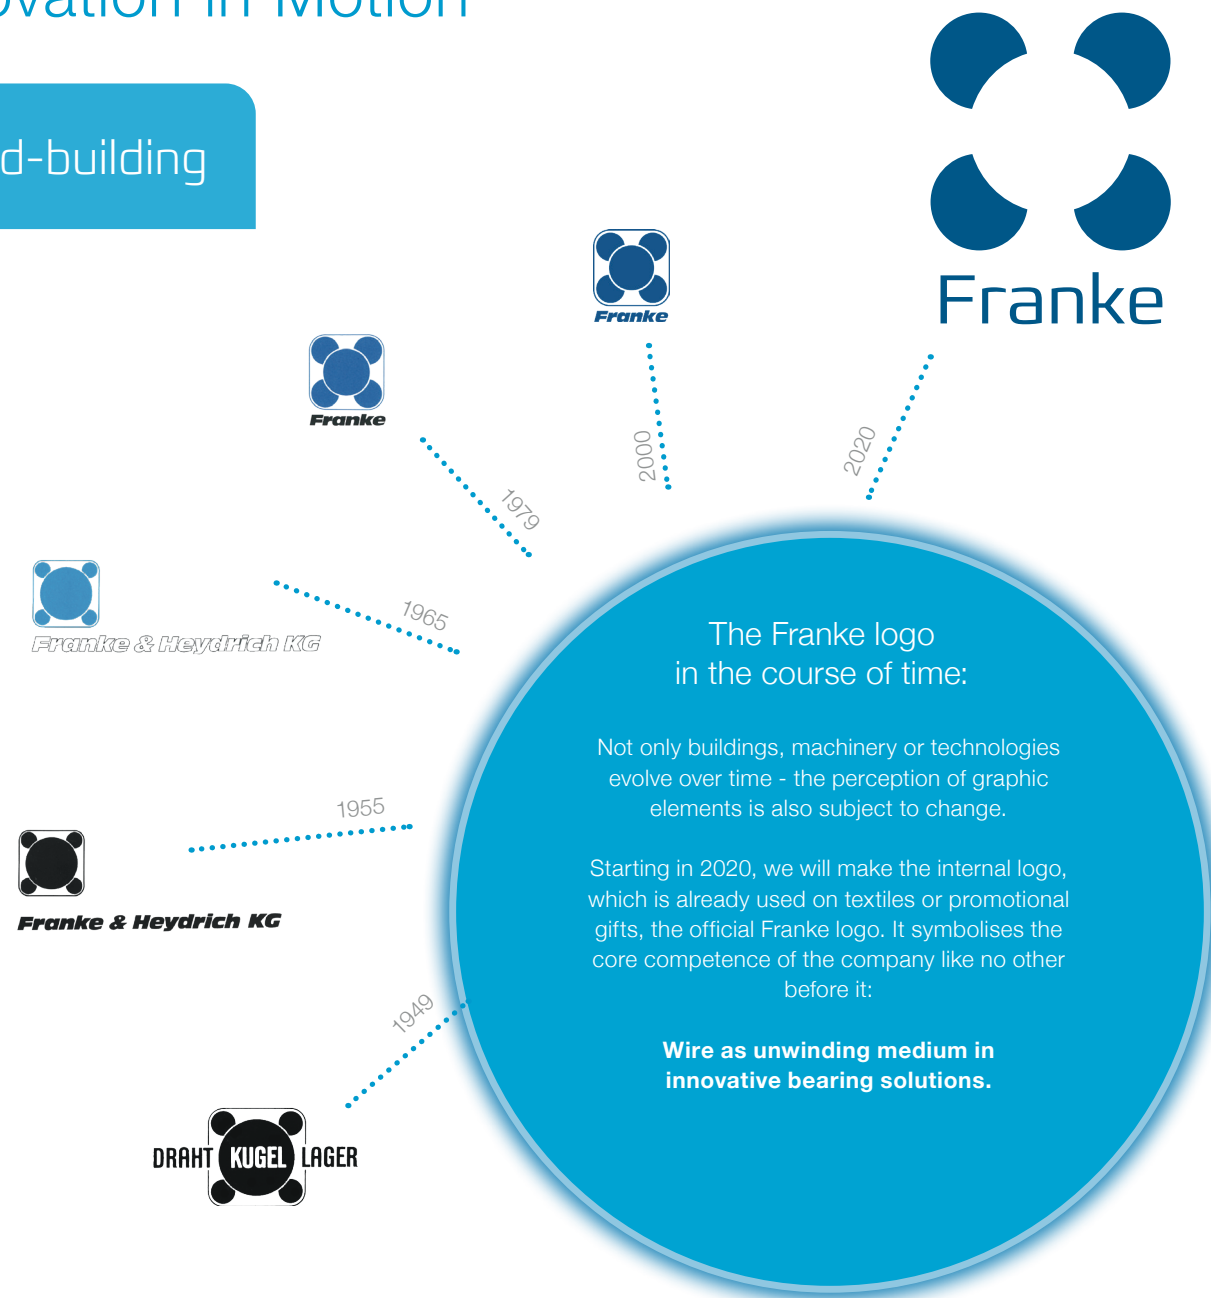 ovation in Motion
d-building
Franke
Franke
Franke
2000
2020
1979
1965
Franke & Heydrich KG
The Franke logo
in the course of time:
Not only buildings, machinery or technologies
evolve over time - the perception of graphic
elements is also subject to change.
1955
Starting in 2020, we will make the internal logo,
which is already used on textiles or promotional
gifts, the official Franke logo. It symbolises the
core competence of the company like no other
before it:
Franke & Heydrich KG
1949
Wire as unwinding medium in
innovative bearing solutions.
DRAHT KUGEL LAGER